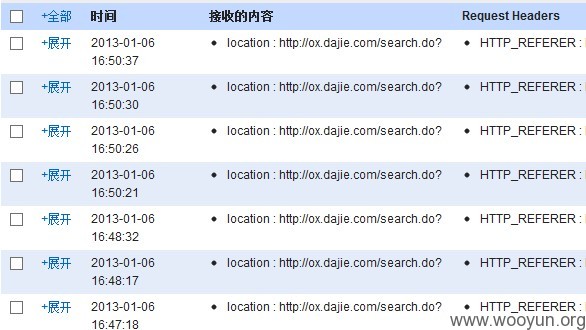 +全部 时间 接收的内容 Request Headers
+展开 2013-01-06 location : http://ox.dajie.com/search.do? HTTP_REFERER :
16:50:37
+展开 2013-01-06 location : http://ox.dajie.com/search.do? HTTP_REFERER :
16:50:30
+展开 2013-01-06 location : http://ox.dajie.com/search.do? HTTP_REFERER :
16:50:26
+展开 2013-01-06 location : http://ox.dajie.com/search.do? HTTP_REFERER :
16:50:21
+展开 2013-01-06 location : http://ox.dajie.com/search.do? HTTP_REFERER :
16:48:32
+展开 2013-01-06 location : http://ox.dajie.com/search.do? HTTP_REFERER :
16:48:17
+展开 2013-01-06 location : http://ox.dajie.com/search.do? HTTP_REFERER :
16:47:18
www.wooyun.org